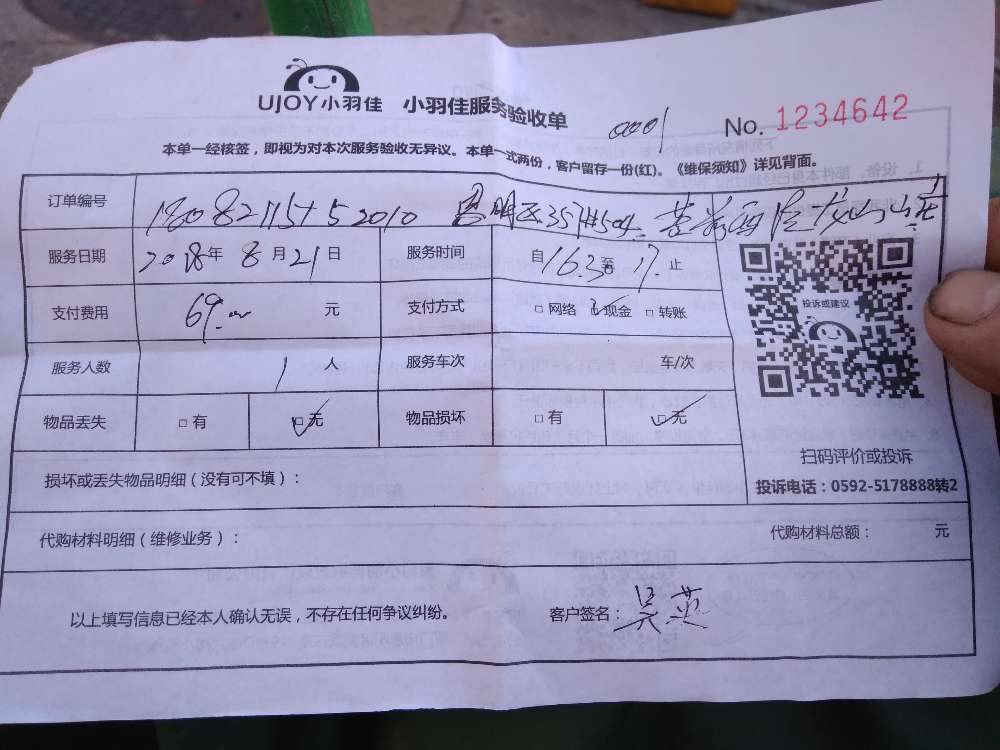 UJOY小羽佳 小羽佳服务验收单 0001 No. 1234642
本单一经核签，即视为对本次服务验收无异议。本单一式两份，客户留存一份(红)。《维保须知》详见背面。
订单编号
服务日期 2018年 8月21日 服务时间 自16.3至17.止
支付费用 69.00 元 支付方式 □网络 ☑现金 □转账
投诉或建议
服务人数 1 人 服务车次 车/次
物品丢失 □有 ☑无 物品损坏 □有 ☑无
扫码评价或投诉
损坏或丢失物品明细（没有可不填）：
投诉电话：0592-5178888转2
代购材料明细（维修业务）： 代购材料总额： 元
以上填写信息已经本人确认无误，不存在任何争议纠纷。 客户签名：吴燕